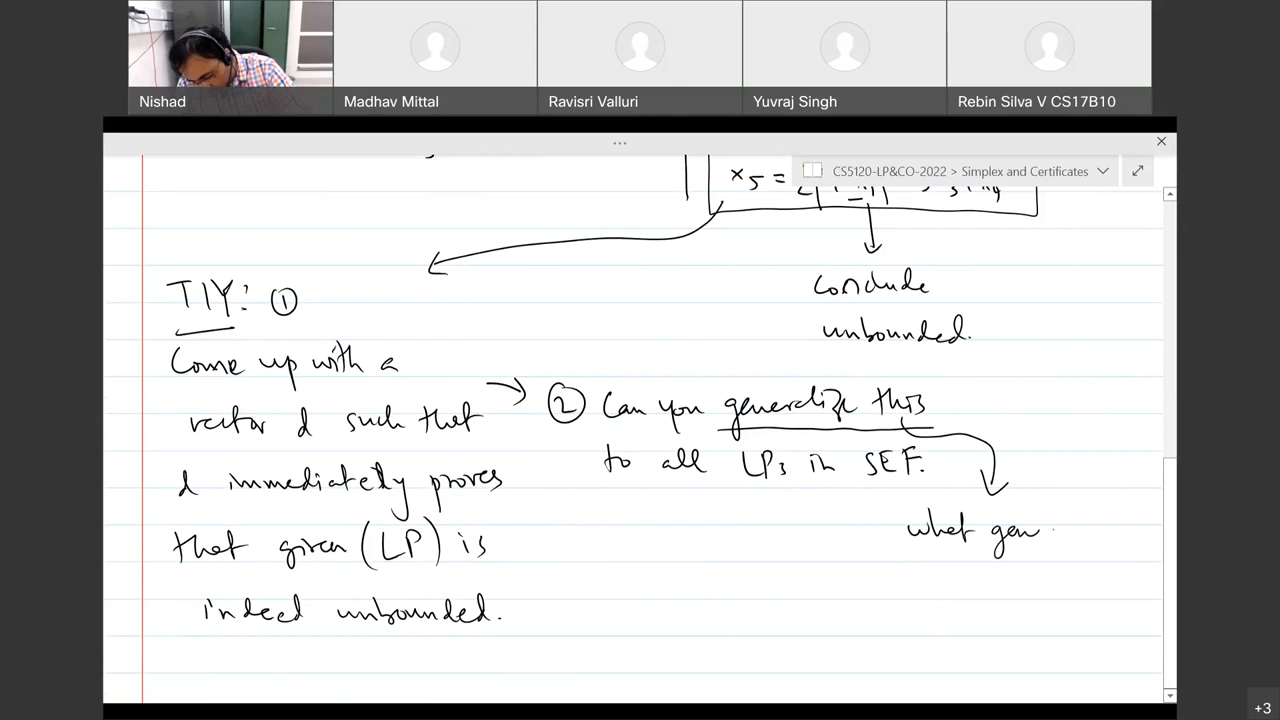 Nishad
Madhav Mittal
Ravisri Valluri
Yuvraj Singh
Rebin Silva V CS17B10
CS5120-LP&CO-2022 > Simplex and Certificates
x5 =
conclude
unbounded.
TIY: ①
Come up with a
vector d such that
d immediately proves
that given (LP) is
indeed unbounded.
② Can you generalize this
to all LPs in SEF.
what gen
+3